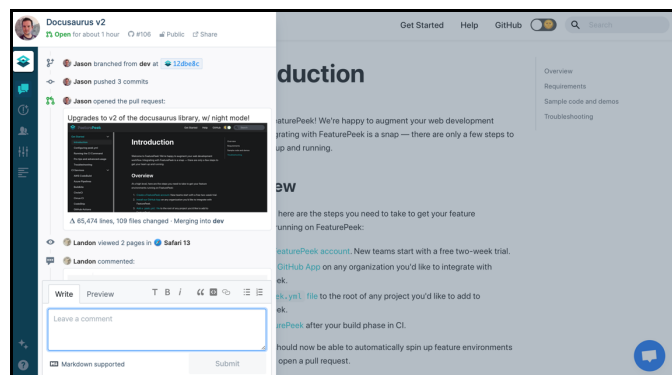 Docusaurus v2
Open for about 1 hour #106 Public Share
Get Started Help GitHub Search
Jason branched from dev at 12dbe8c
Jason pushed 3 commits
Jason opened the pull request:
Upgrades to v2 of the docusaurus library, w/ night mode!
Introduction
Overview
65,474 lines, 109 files changed · Merging into dev
Landon viewed 2 pages in Safari 13
Landon commented:
Write Preview
Leave a comment
Markdown supported
Submit
duction
aturePeek! We're happy to augment your web development
grating with FeaturePeek is a snap — there are only a few steps to
up and running.
ew
here are the steps you need to take to get your feature
running on FeaturePeek:
eaturePeek account. New teams start with a free two-week trial.
GitHub App on any organization you'd like to integrate with
ek.
ek.yml file to the root of any project you'd like to add to
ek.
urePeek after your build phase in CI.
hould now be able to automatically spin up feature environments
open a pull request.
Overview
Requirements
Sample code and demos
Troubleshooting